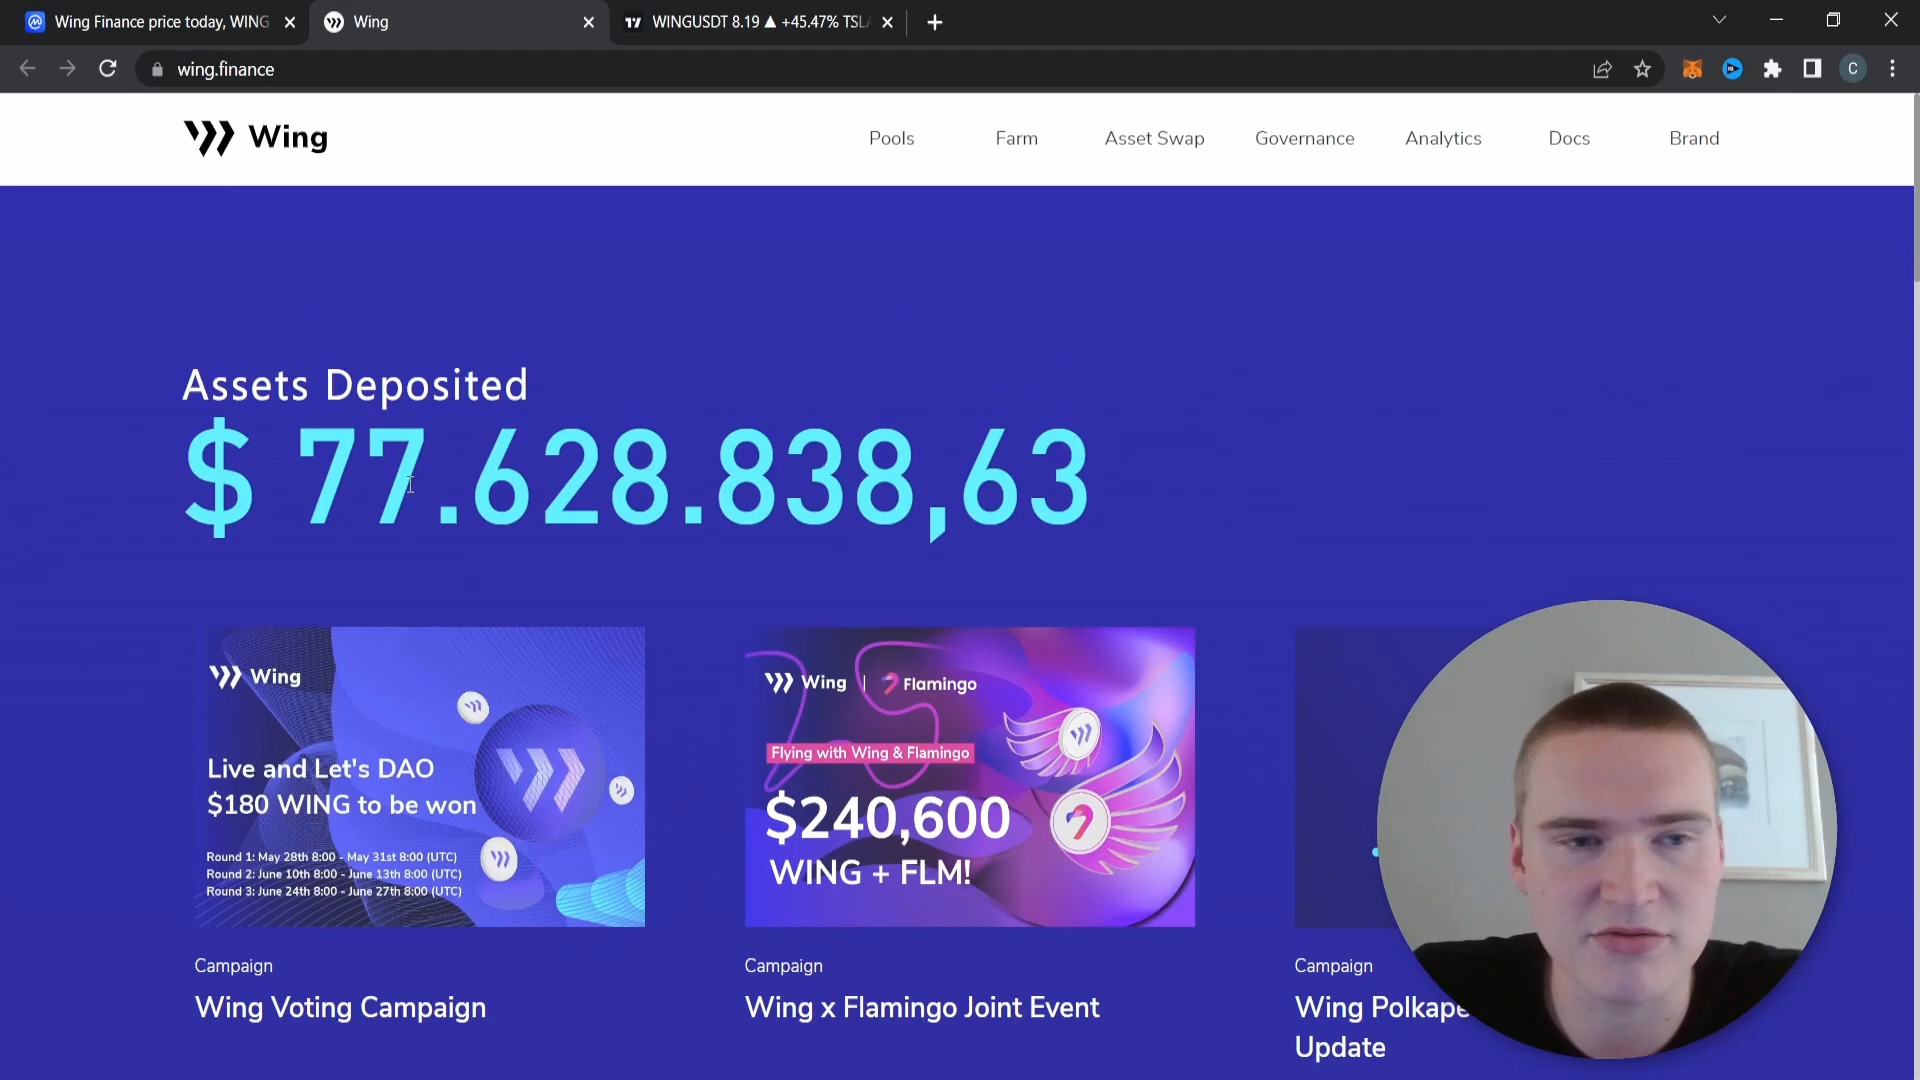 Wing Finance price today, WING
Wing
WINGUSDT 8.19 ▲ +45.47% TSL
wing.finance
C
Wing
Pools
Farm
Asset Swap
Governance
Analytics
Docs
Brand
Assets Deposited
$ 77.628.838,63
Wing
Live and Let's DAO
$180 WING to be won
Round 1: May 28th 8:00 - May 31st 8:00 (UTC)
Round 2: June 10th 8:00 - June 13th 8:00 (UTC)
Round 3: June 24th 8:00 - June 27th 8:00 (UTC)
Wing | Flamingo
Flying with Wing & Flamingo
$240,600
WING + FLM!
Campaign
Wing Voting Campaign
Campaign
Wing x Flamingo Joint Event
Campaign
Wing Polkape
Update